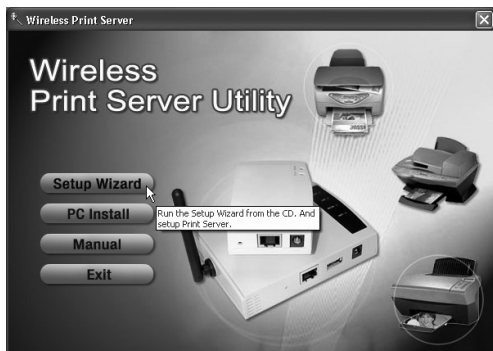 Wireless Print Server
Wireless
Print Server Utility
Setup Wizard
Run the Setup Wizard from the CD. And
setup Print Server.
PC Install
Manual
Exit